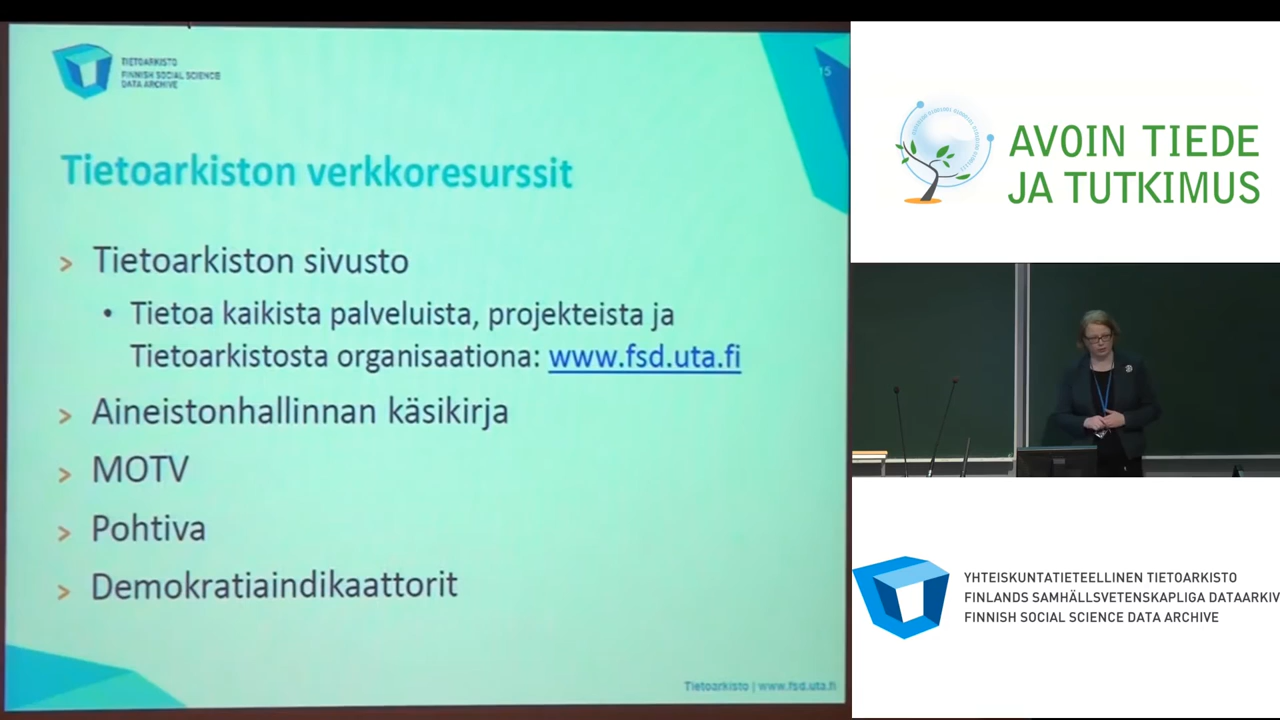 TIETOARKISTO
FINNISH SOCIAL SCIENCE
DATA ARCHIVE
15
Tietoarkiston verkkoresurssit
> Tietoarkiston sivusto
• Tietoa kaikista palveluista, projekteista ja
Tietoarkistosta organisaationa: www.fsd.uta.fi
> Aineistonhallinnan käsikirja
> MOTV
> Pohtiva
> Demokratiaindikaattorit
Tietoarkisto | www.fsd.uta.fi
AVOIN TIEDE
JA TUTKIMUS
YHTEISKUNTATIETEELLINEN TIETOARKISTO
FINLANDS SAMHÄLLSVETENSKAPLIGA DATAARKIV
FINNISH SOCIAL SCIENCE DATA ARCHIVE